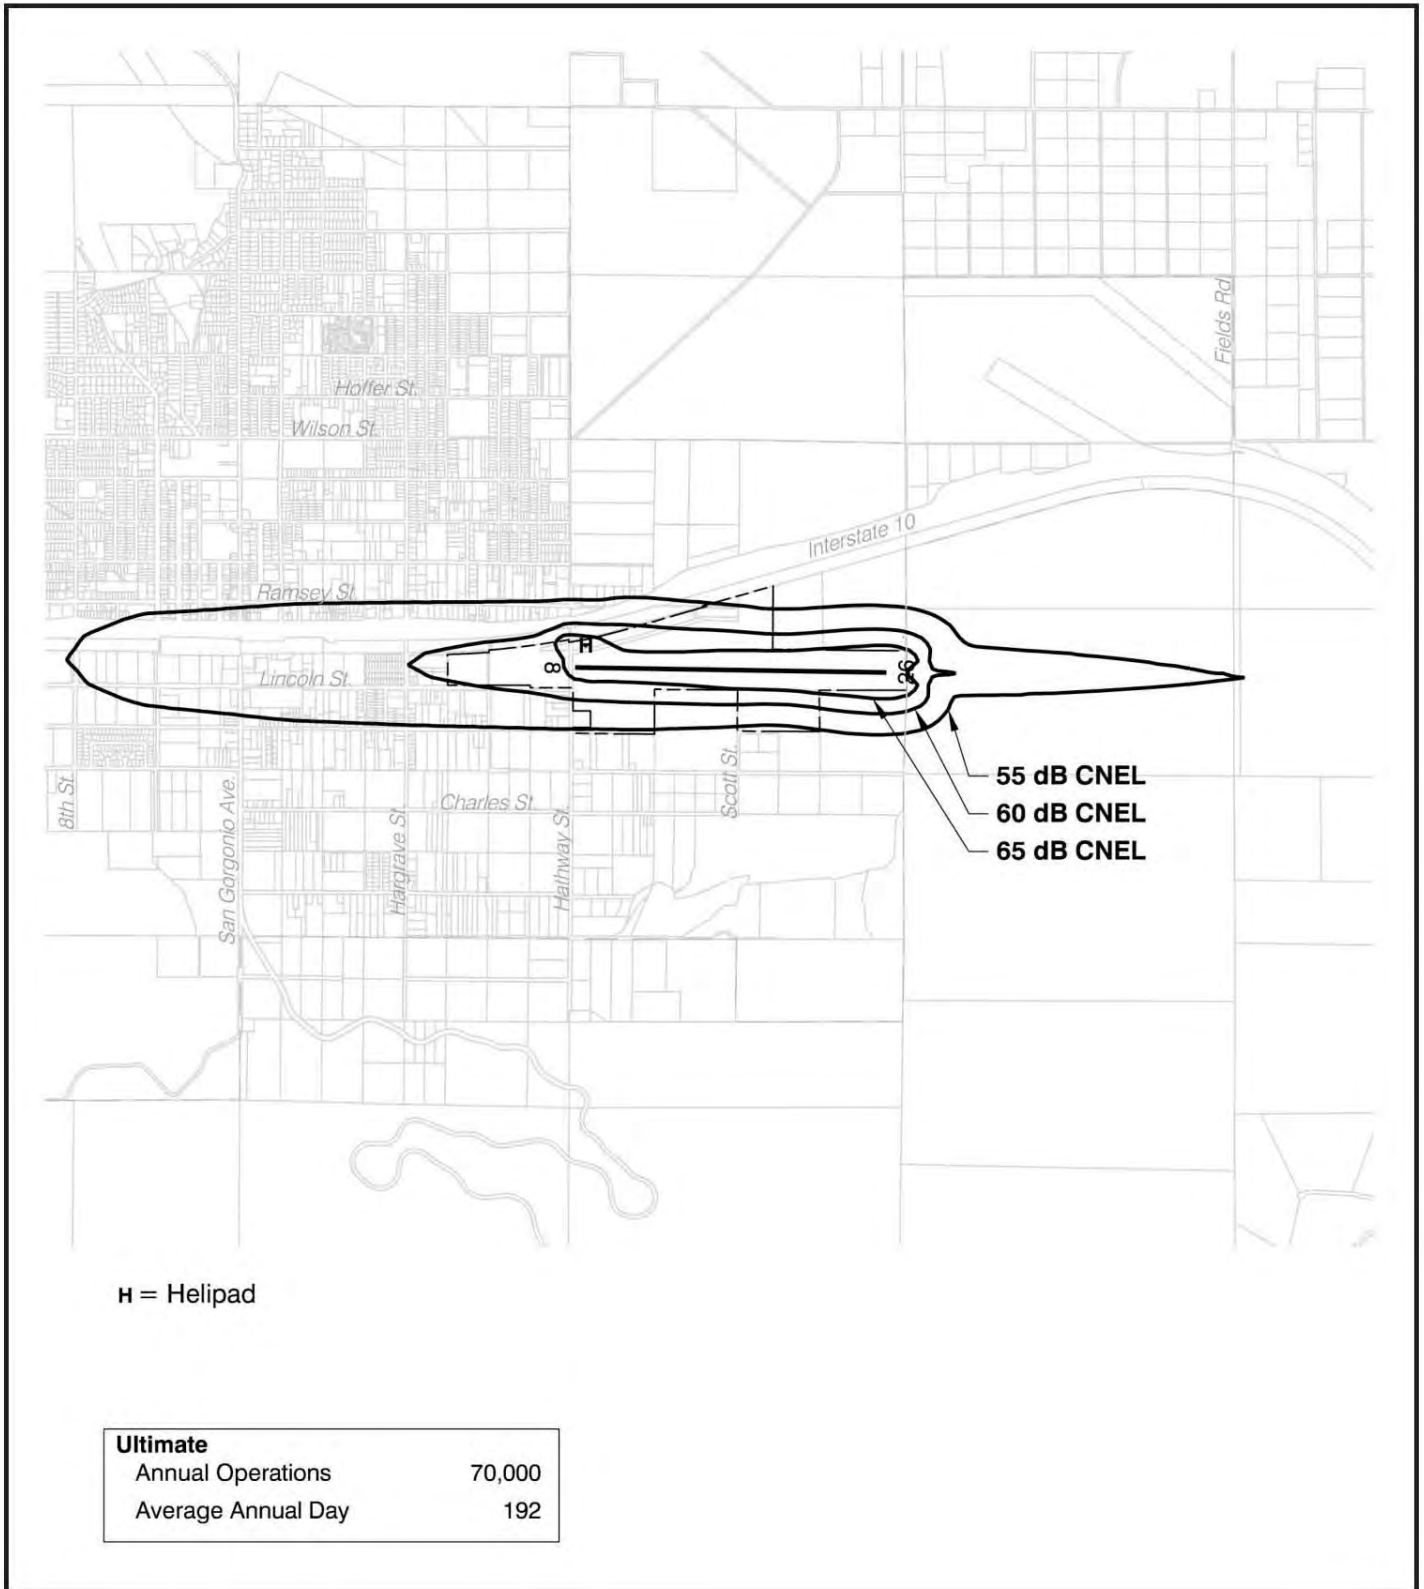 Fields Rd
Hoffer St.
Wilson St.
Interstate 10
Ramsey St.
H
8
26
Lincoln St.
55 dB CNEL
8th St.
San Gorgonio Ave.
Charles St.
Scott St.
60 dB CNEL
Hargrave St.
Hathway St.
65 dB CNEL
H = Helipad
Ultimate
Annual Operations 70,000
Average Annual Day 192